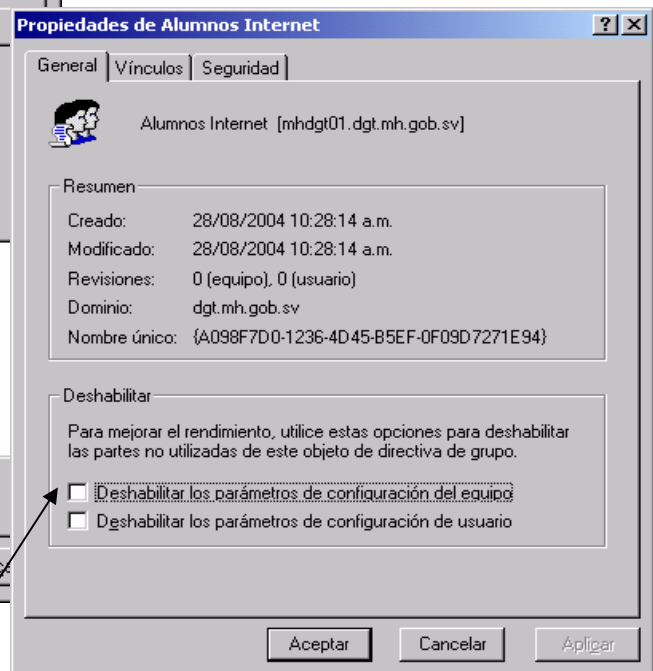 Propiedades de Alumnos Internet
General Vínculos Seguridad
Alumnos Internet [mhdgt01.dgt.mh.gob.sv]
Resumen
Creado: 28/08/2004 10:28:14 a.m.
Modificado: 28/08/2004 10:28:14 a.m.
Revisiones: 0 (equipo), 0 (usuario)
Dominio: dgt.mh.gob.sv
Nombre único: {A098F7D0-1236-4D45-B5EF-0F09D7271E94}
Deshabilitar
Para mejorar el rendimiento, utilice estas opciones para deshabilitar
las partes no utilizadas de este objeto de directiva de grupo.
Deshabilitar los parámetros de configuración del equipo
Deshabilitar los parámetros de configuración de usuario
Aceptar Cancelar Aplicar